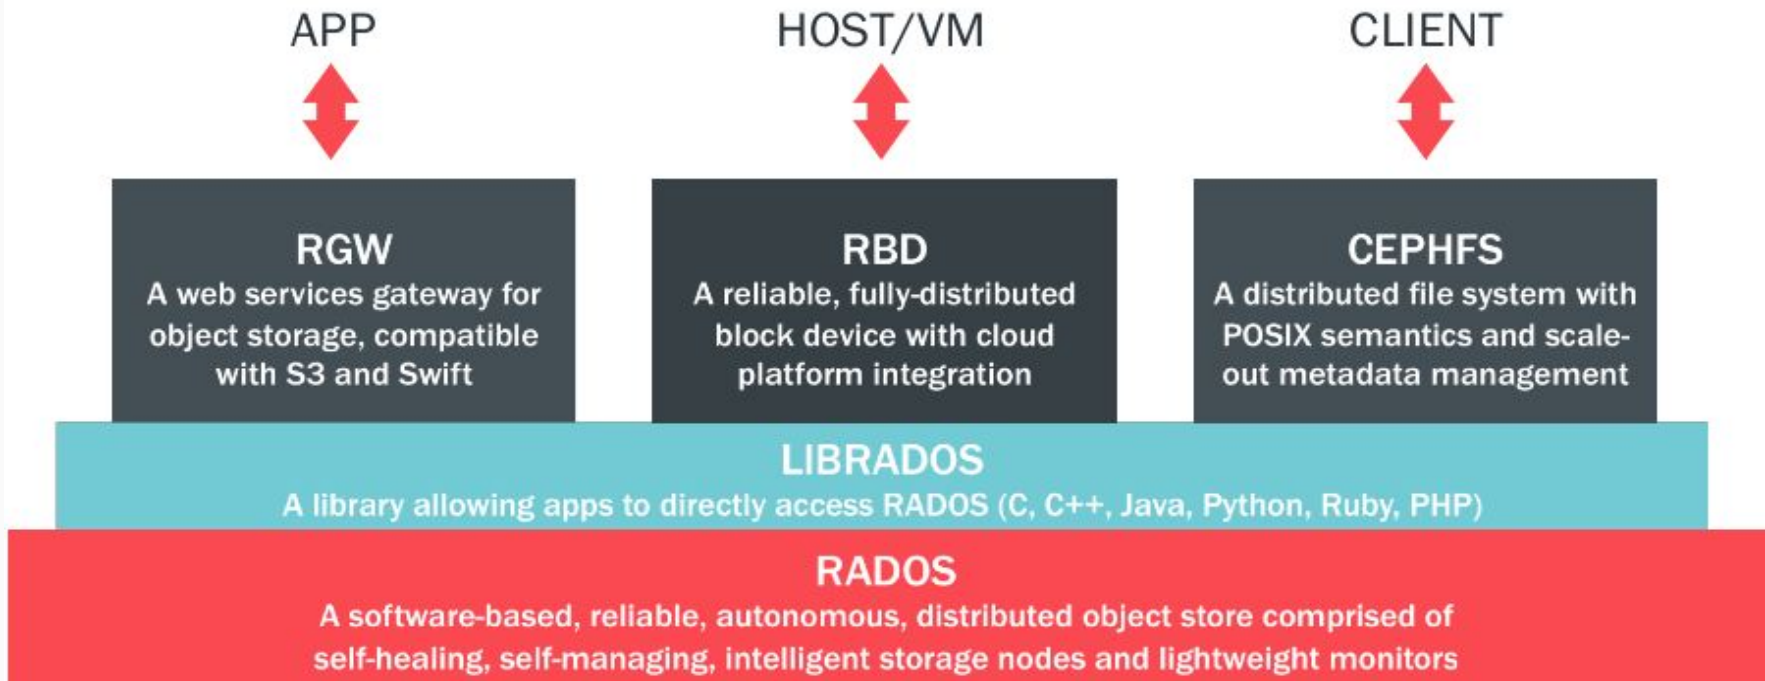 APP
HOST/VM
CLIENT
RGW
A web services gateway for
object storage, compatible
with S3 and Swift
RBD
A reliable, fully-distributed
block device with cloud
platform integration
CEPHFS
A distributed file system with
POSIX semantics and scale-
out metadata management
LIBRADOS
A library allowing apps to directly access RADOS (C, C++, Java, Python, Ruby, PHP)
RADOS
A software-based, reliable, autonomous, distributed object store comprised of
self-healing, self-managing, intelligent storage nodes and lightweight monitors